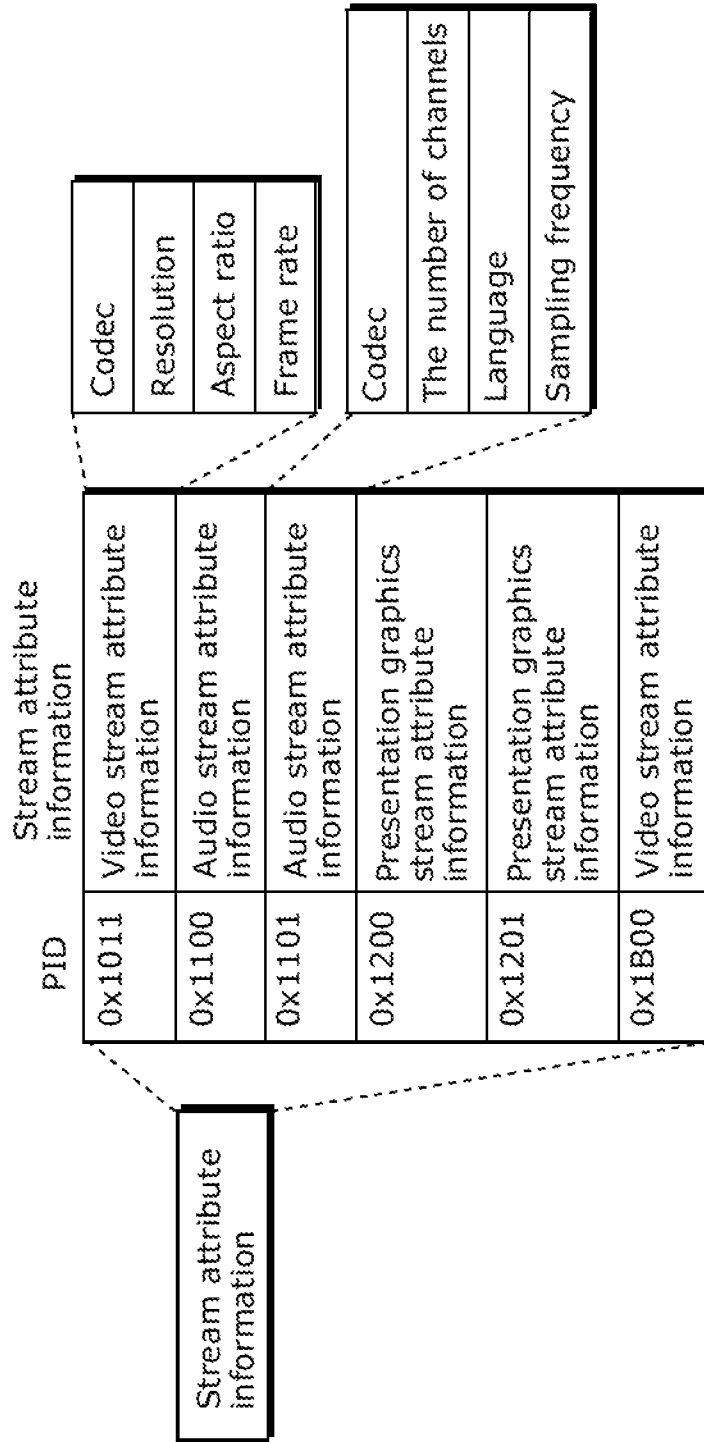 Stream attribute
information
PID
Stream attribute
information
0x1011
Video stream attribute
information
0x1100
Audio stream attribute
information
0x1101
Audio stream attribute
information
0x1200
Presentation graphics
stream attribute
information
0x1201
Presentation graphics
stream attribute
information
0x1B00
Video stream attribute
information
Codec
Resolution
Aspect ratio
Frame rate
Codec
The number of channels
Language
Sampling frequency